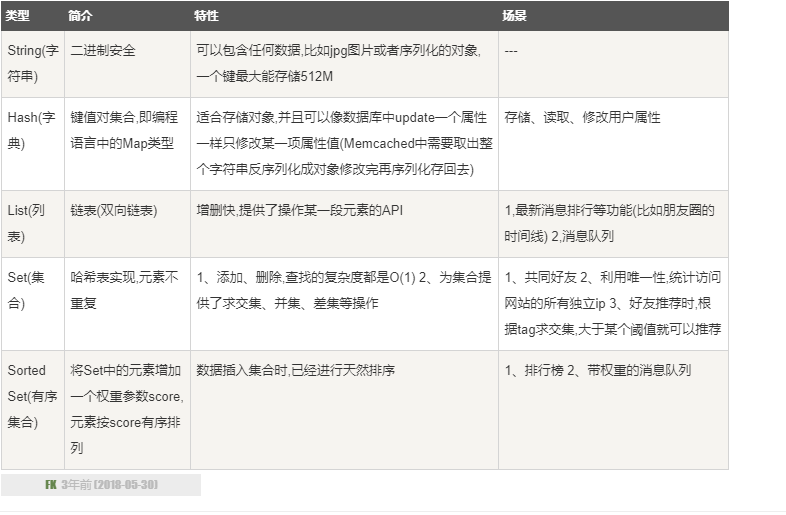 类型 简介 特性 场景
String(字
符串)
二进制安全
可以包含任何数据,比如jpg图片或者序列化的对象,
一个键最大能存储512M
---
Hash(字
典)
键值对集合,即编程
语言中的Map类型
适合存储对象,并且可以像数据库中update一个属性
一样只修改某一项属性值(Memcached中需要取出整
个字符串反序列化成对象修改完再序列化存回去)
存储、读取、修改用户属性
List(列
表)
链表(双向链表)
增删快,提供了操作某一段元素的API
1,最新消息排行等功能(比如朋友圈的
时间线) 2,消息队列
Set(集
合)
哈希表实现,元素不
重复
1、添加、删除,查找的复杂度都是O(1) 2、为集合提
供了求交集、并集、差集等操作
1、共同好友 2、利用唯一性,统计访问
网站的所有独立ip 3、好友推荐时,根
据tag求交集,大于某个阈值就可以推荐
Sorted
Set(有序
集合)
将Set中的元素增加
一个权重参数score,
元素按score有序排
列
数据插入集合时,已经进行天然排序
1、排行榜 2、带权重的消息队列
FK 3年前 (2018-05-30)